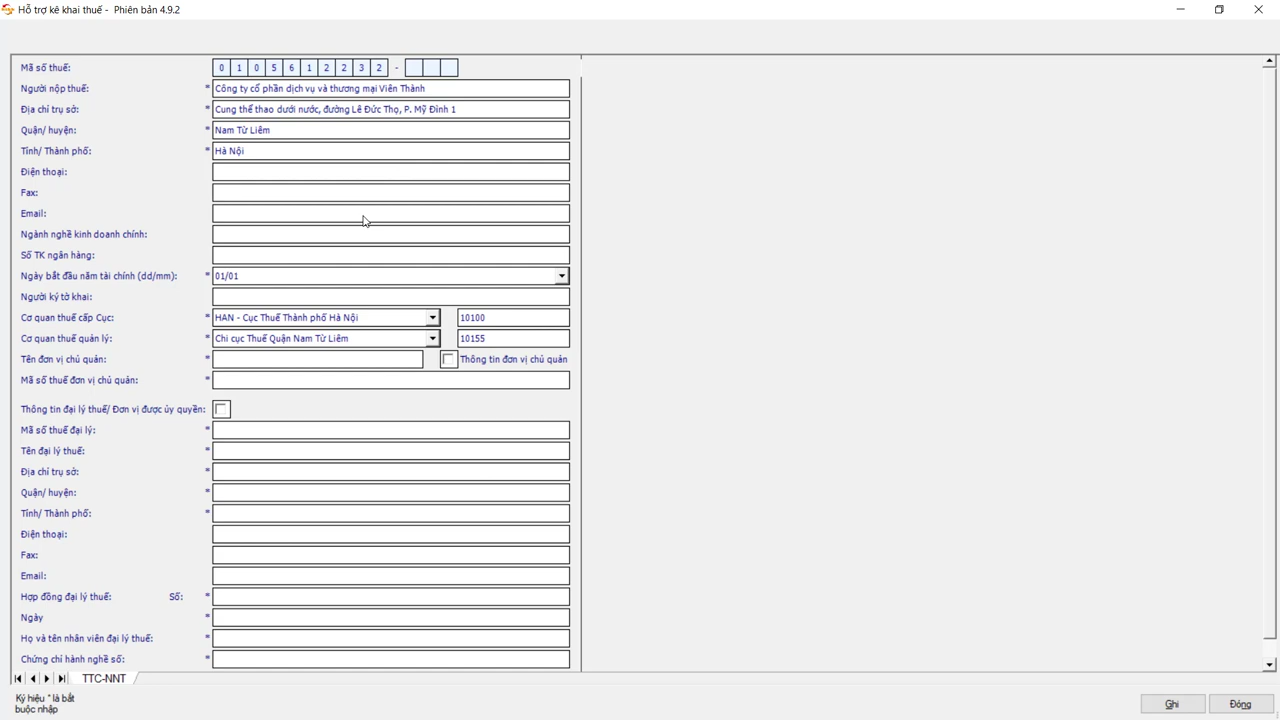 Hỗ trợ kê khai thuế - Phiên bản 4.9.2
Mã số thuế: 0 1 0 5 6 1 2 2 3 2 -
Người nộp thuế: * Công ty cổ phần dịch vụ và thương mại Viên Thành
Địa chỉ trụ sở: * Cung thể thao dưới nước, đường Lê Đức Thọ, P. Mỹ Đình 1
Quận/ huyện: * Nam Từ Liêm
Tỉnh/ Thành phố: * Hà Nội
Điện thoại:
Fax:
Email:
Ngành nghề kinh doanh chính:
Số TK ngân hàng:
Ngày bắt đầu năm tài chính (dd/mm): * 01/01
Người ký tờ khai:
Cơ quan thuế cấp Cục: * HAN - Cục Thuế Thành phố Hà Nội 10100
Cơ quan thuế quản lý: * Chi cục Thuế Quận Nam Từ Liêm 10155
Tên đơn vị chủ quản: * Thông tin đơn vị chủ quản
Mã số thuế đơn vị chủ quản: *
Thông tin đại lý thuế/ Đơn vị được ủy quyền:
Mã số thuế đại lý: *
Tên đại lý thuế: *
Địa chỉ trụ sở: *
Quận/ huyện: *
Tỉnh/ Thành phố: *
Điện thoại:
Fax:
Email:
Hợp đồng đại lý thuế: Số: *
Ngày *
Họ và tên nhân viên đại lý thuế: *
Chứng chỉ hành nghề số: *
TTC-NNT
Ký hiệu * là bắt
buộc nhập
Ghi Đóng